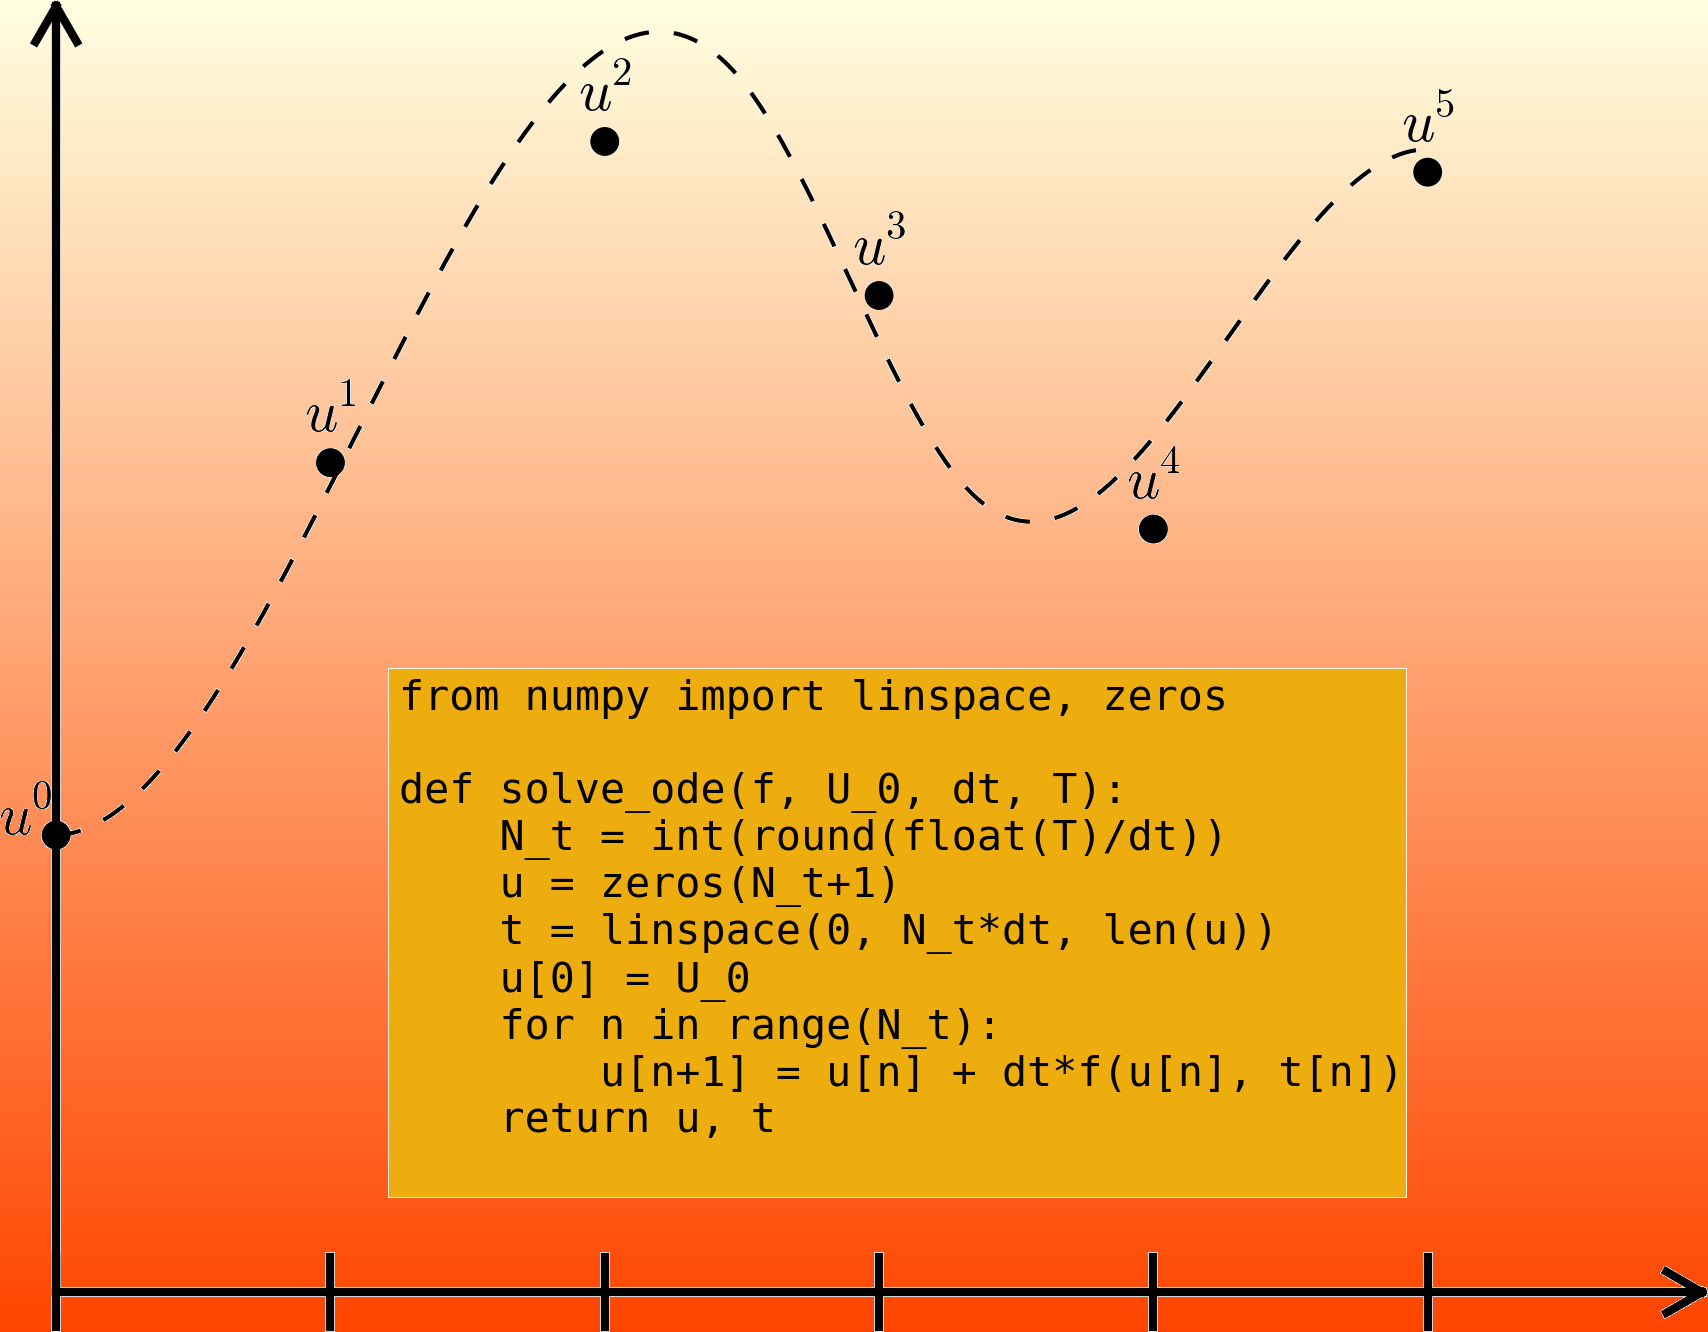 u^2
u^5
u^3
u^1
u^4
u^0
from numpy import linspace, zeros
def solve_ode(f, U_0, dt, T):
    N_t = int(round(float(T)/dt))
    u = zeros(N_t+1)
    t = linspace(0, N_t*dt, len(u))
    u[0] = U_0
    for n in range(N_t):
        u[n+1] = u[n] + dt*f(u[n], t[n])
    return u, t